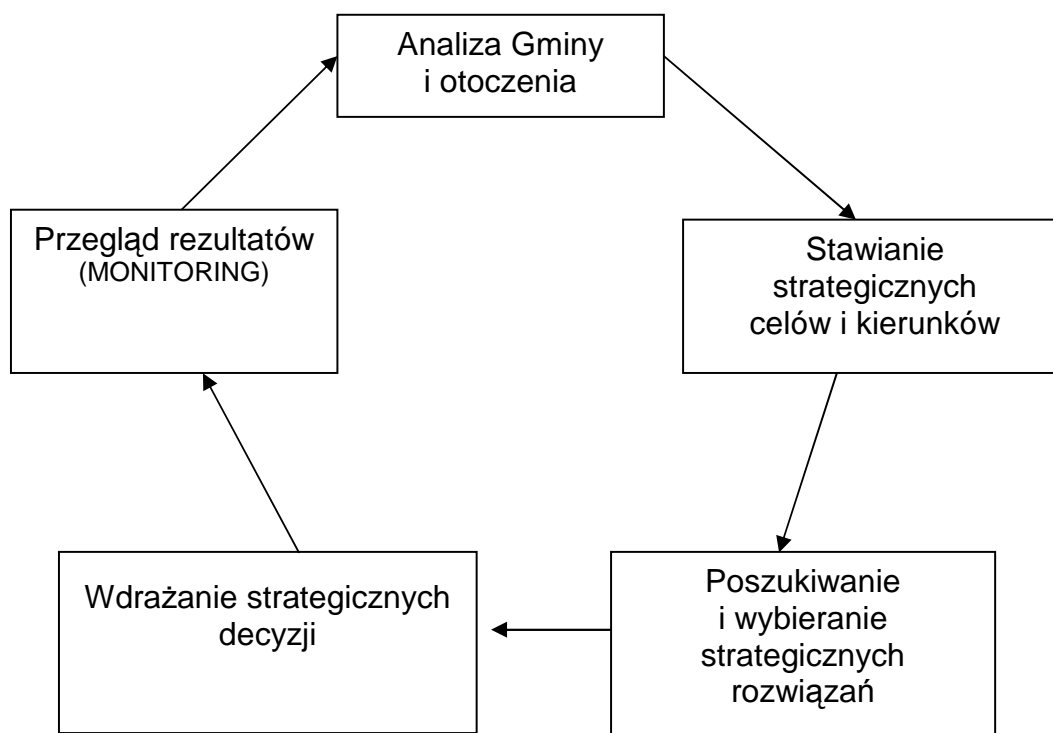 Analiza Gminy
i otoczenia
Przegląd rezultatów
(MONITORING)
Stawianie
strategicznych
celów i kierunków
Wdrażanie strategicznych
decyzji
Poszukiwanie
i wybieranie
strategicznych
rozwiązań